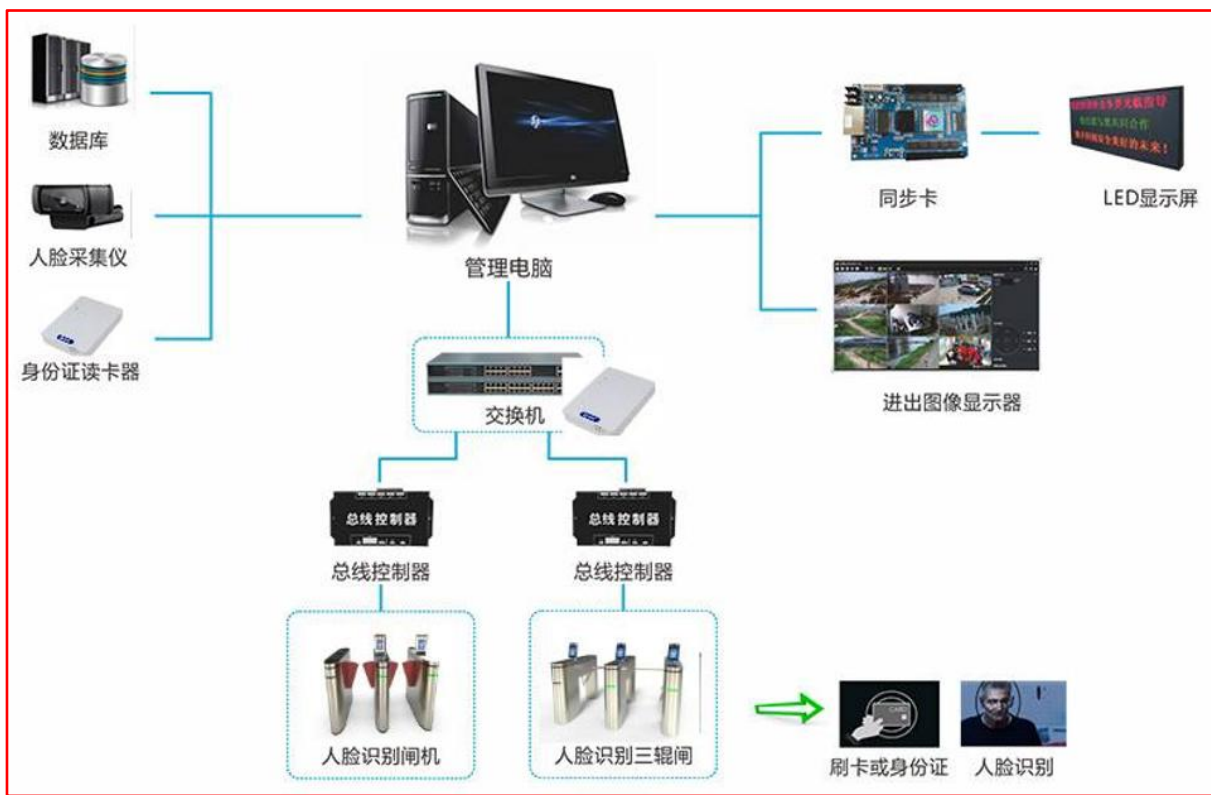 数据库
人脸采集仪
身份证读卡器
管理电脑
同步卡
LED显示屏
进出图像显示器
交换机
总线控制器
总线控制器
总线控制器
总线控制器
人脸识别闸机
人脸识别三辊闸
CARD
刷卡或身份证
人脸识别